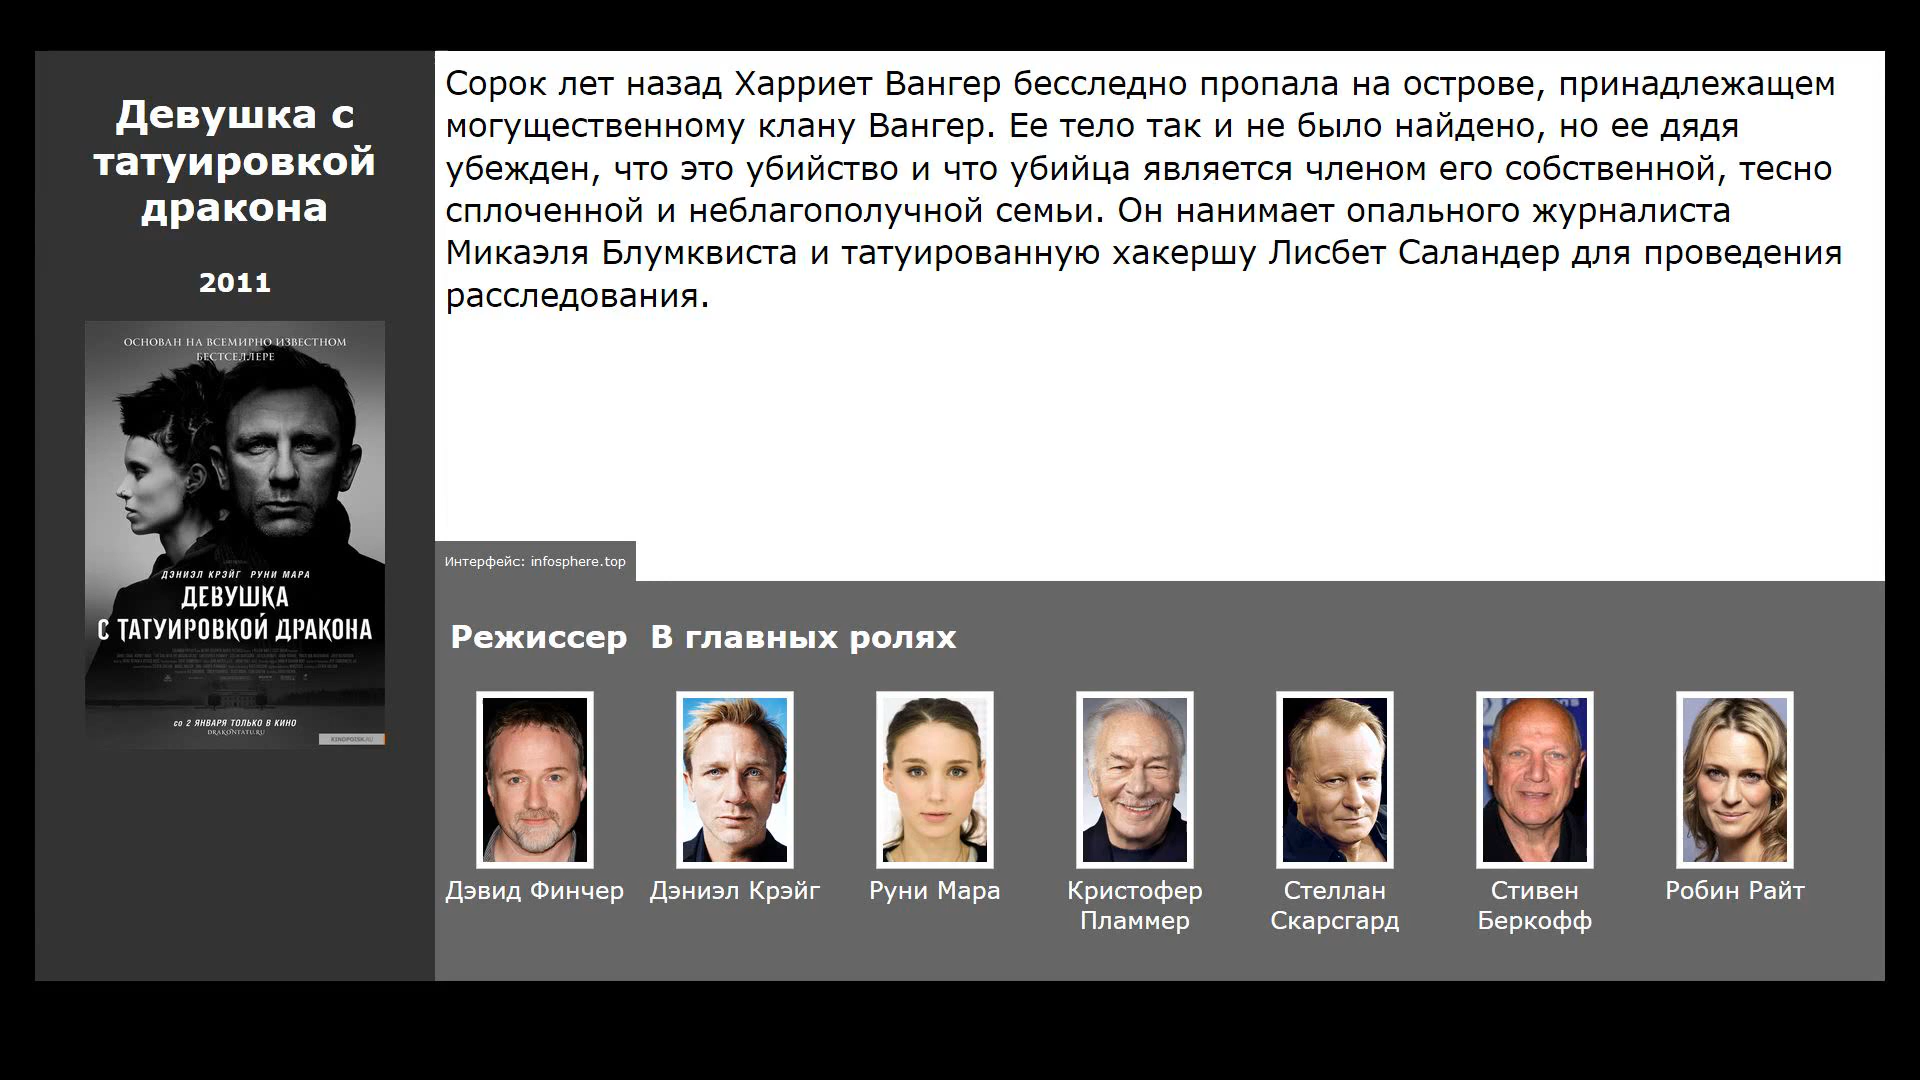 Девушка с
татуировкой
дракона
2011
ОСНОВАН НА ВСЕМИРНО ИЗВЕСТНОМ
БЕСТСЕЛЛЕРЕ
ДЭНИЭЛ КРЭЙГ РУНИ МАРА
ДЕВУШКА
С ТАТУИРОВКОЙ ДРАКОНА
СО 2 ЯНВАРЯ ТОЛЬКО В КИНО
DRAKONTATU.RU
KINOPOISK.RU
Сорок лет назад Харриет Вангер бесследно пропала на острове, принадлежащем
могущественному клану Вангер. Ее тело так и не было найдено, но ее дядя
убежден, что это убийство и что убийца является членом его собственной, тесно
сплоченной и неблагополучной семьи. Он нанимает опального журналиста
Микаэля Блумквиста и татуированную хакершу Лисбет Саландер для проведения
расследования.
Интерфейс: infosphere.top
Режиссер В главных ролях
Дэвид Финчер
Дэниэл Крэйг
Руни Мара
Кристофер
Пламмер
Стеллан
Скарсгард
Стивен
Беркофф
Робин Райт